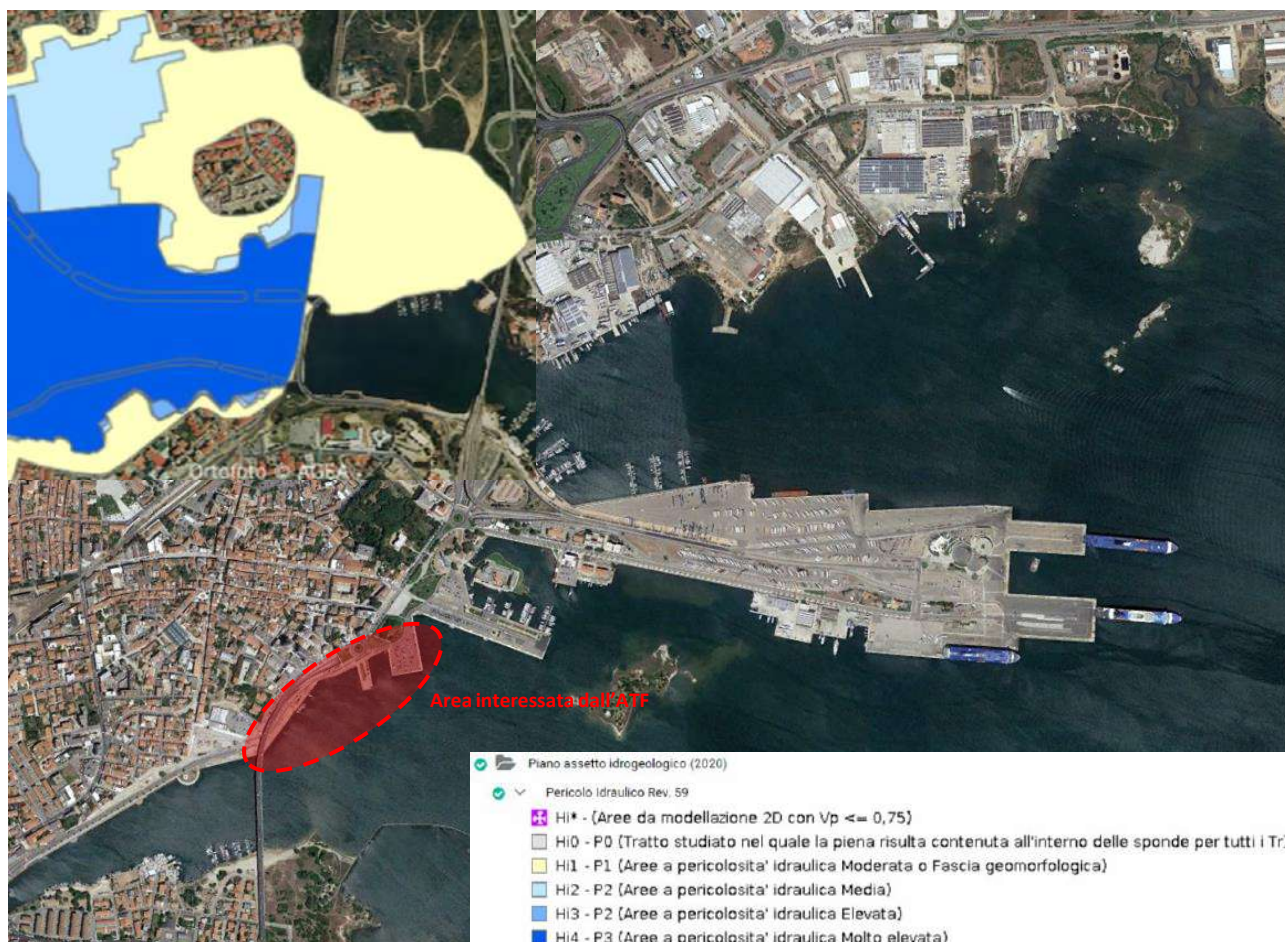 Ortofoto © AGEA
Area interessata dall'ATF
Piano assetto idrogeologico (2020)
Pericolo Idraulico Rev. 59
Hi* - (Aree da modellazione 2D con Vp <= 0,75)
Hi0 - P0 (Tratto studiato nel quale la piena risulta contenuta all'interno delle sponde per tutti i Tr)
Hi1 - P1 (Aree a pericolosita' idraulica Moderata o Fascia geomorfologica)
Hi2 - P2 (Aree a pericolosita' idraulica Media)
Hi3 - P2 (Aree a pericolosita' idraulica Elevata)
Hi4 - P3 (Aree a pericolosita' idraulica Molto elevata)